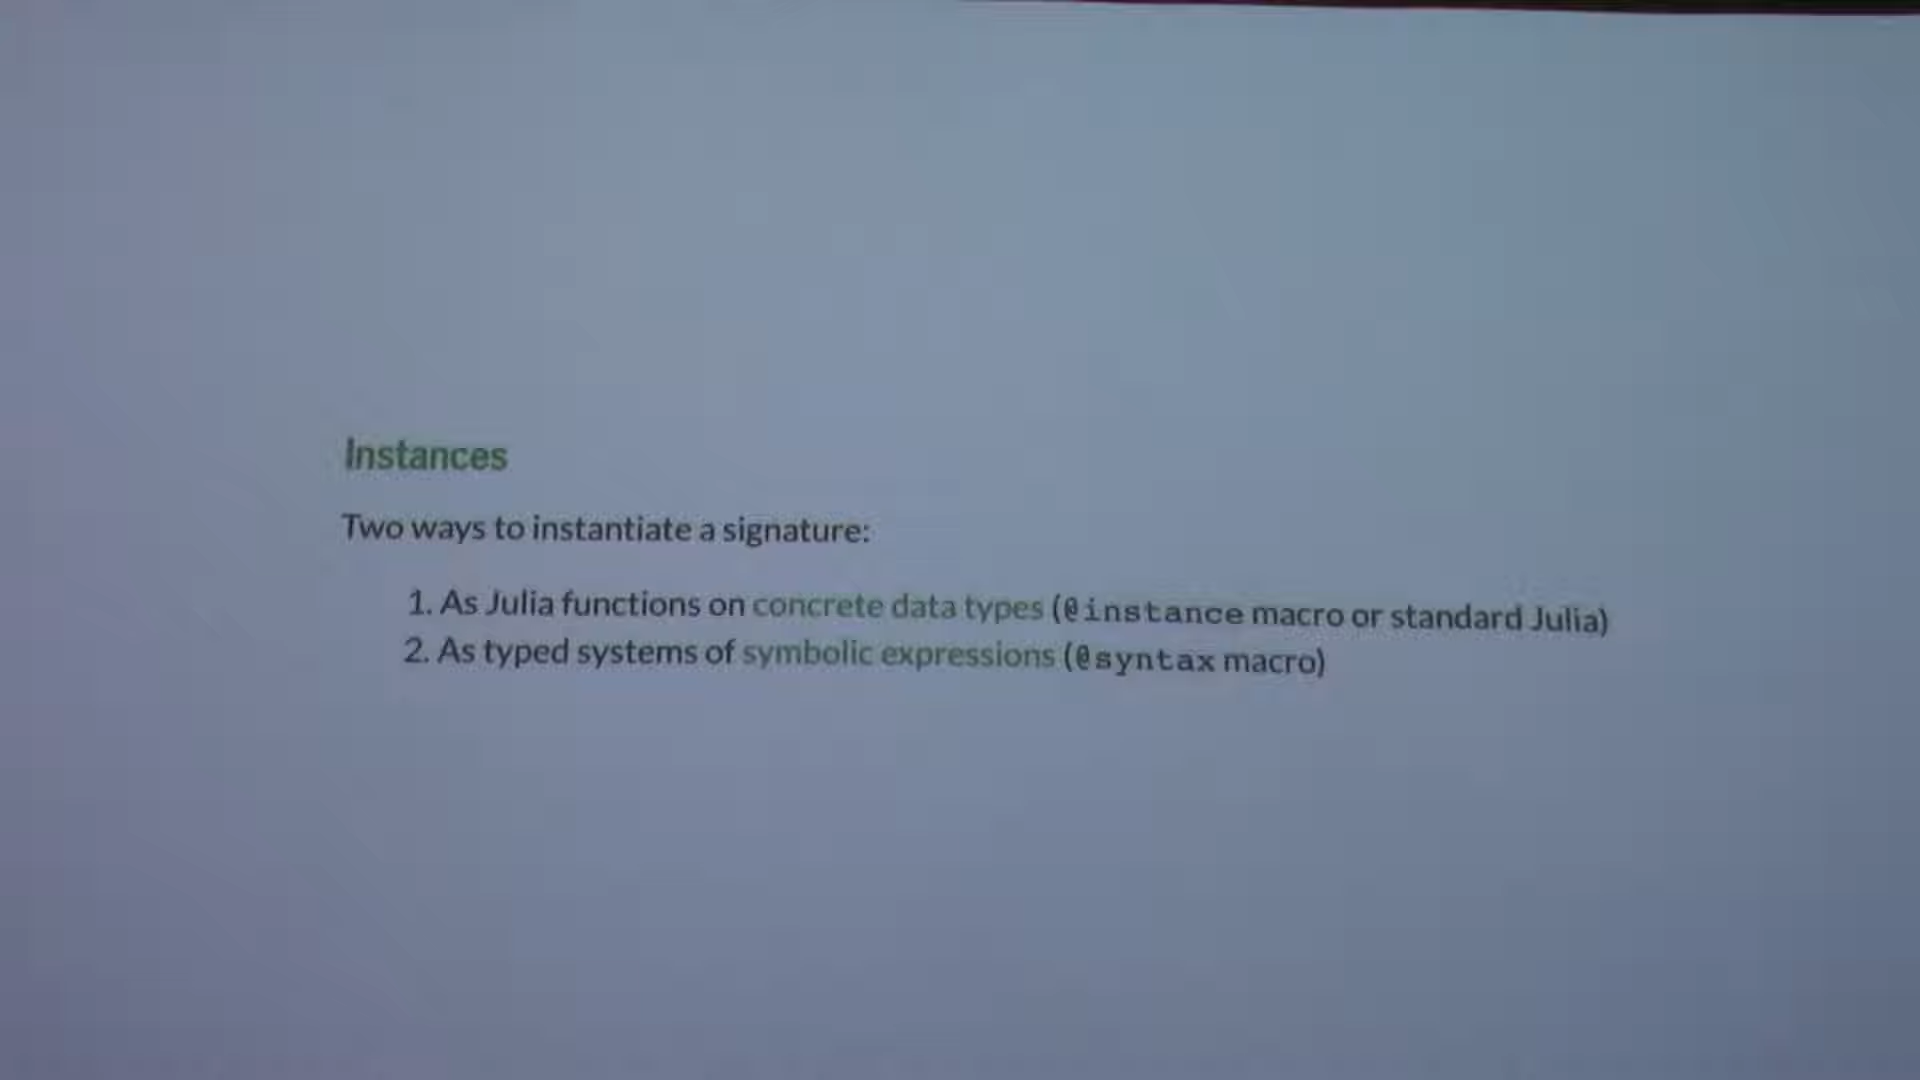 Instances
Two ways to instantiate a signature:
1. As Julia functions on concrete data types (@instance macro or standard Julia)
2. As typed systems of symbolic expressions (@syntax macro)